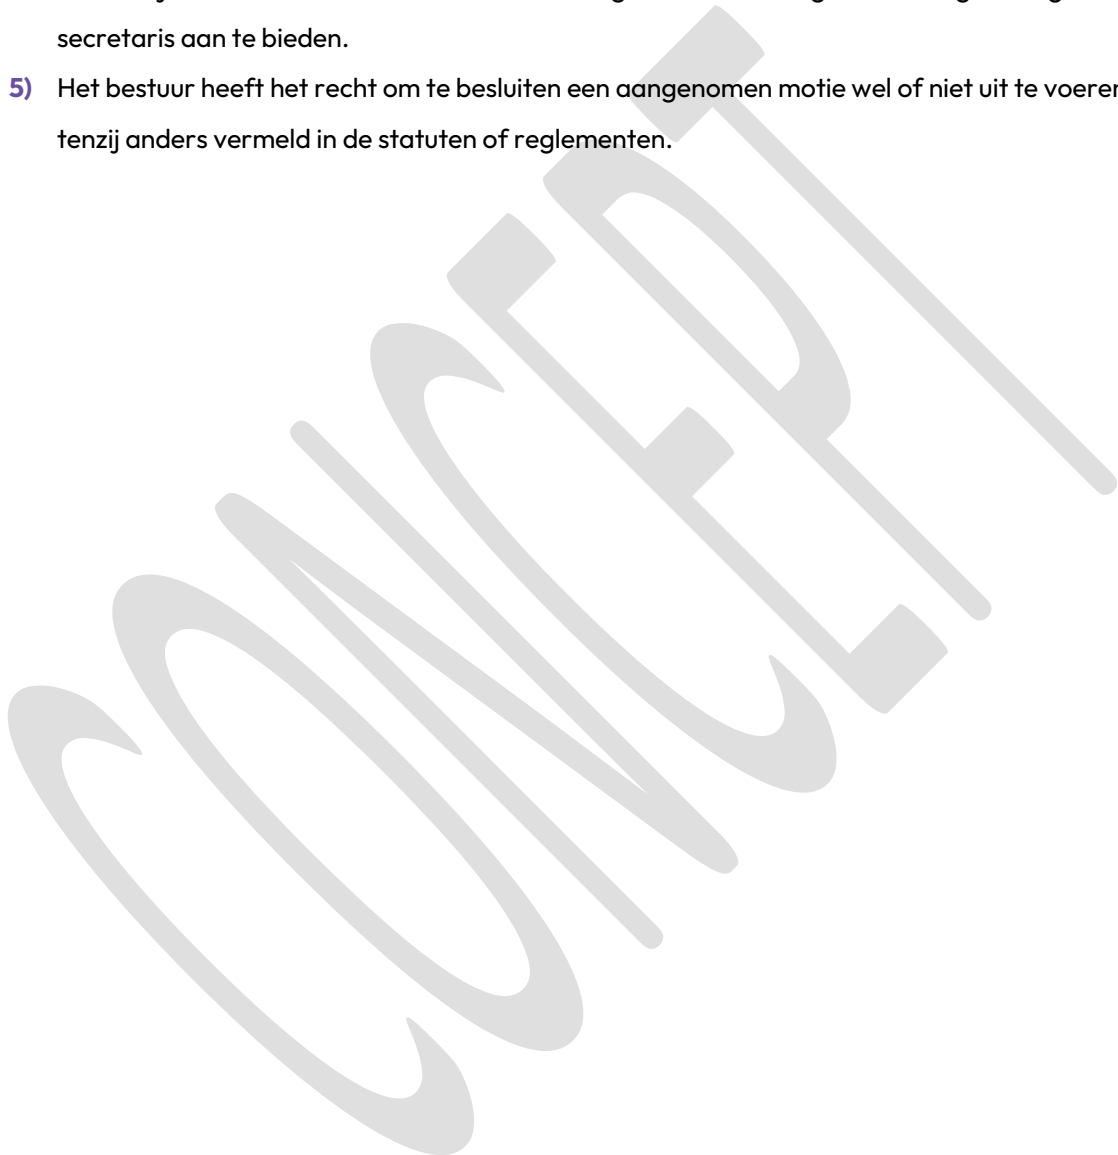 secretaris aan te bieden.
5) Het bestuur heeft het recht om te besluiten een aangenomen motie wel of niet uit te voeren
tenzij anders vermeld in de statuten of reglementen.
CONCEPT